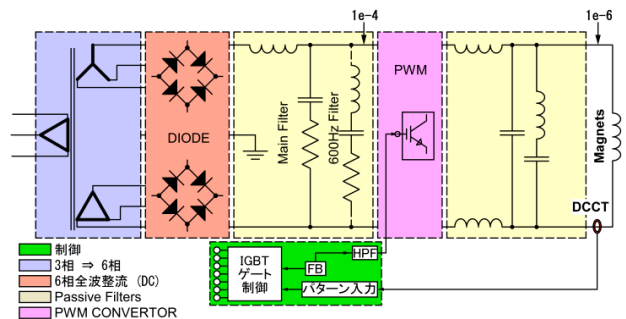 1e-4
1e-6
PWM
DIODE
Main Filter
600Hz Filter
Magnets
DCCT
HPF
FB
IGBT
ゲート
制御
パターン入力
制御
3相 ⇒ 6相
6相全波整流 (DC)
Passive Filters
PWM CONVERTOR